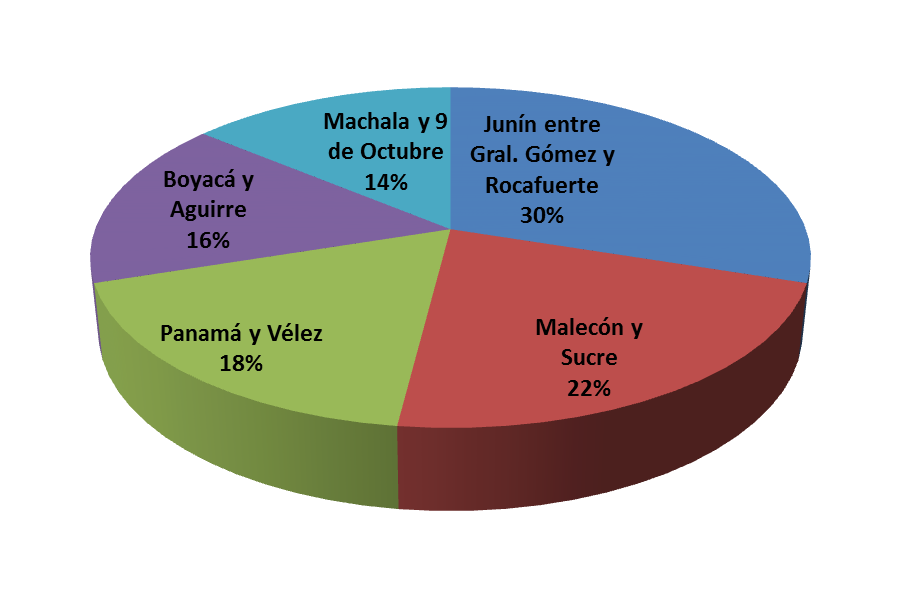 Machala y 9
de Octubre
14%
Junín entre
Gral. Gómez y
Rocafuerte
30%
Boyacá y
Aguirre
16%
Panamá y Vélez
18%
Malecón y
Sucre
22%